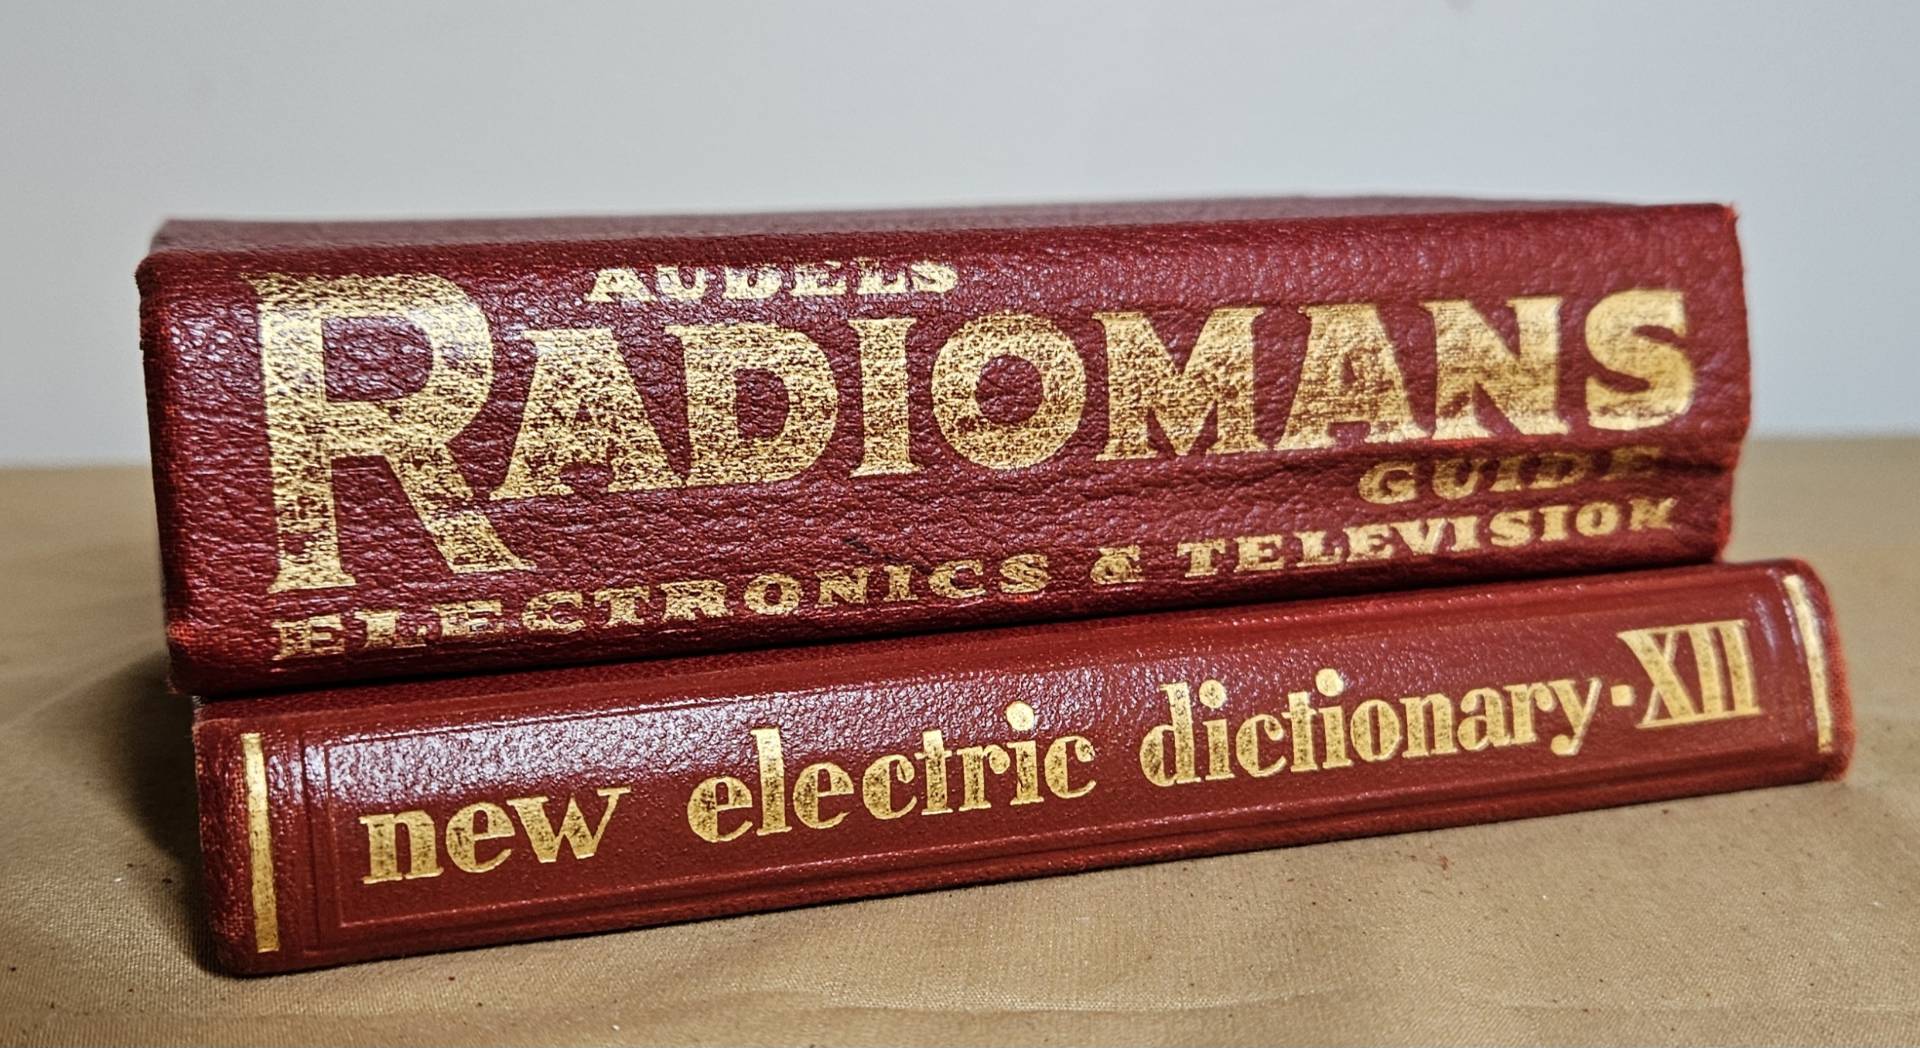 AUDELS
RADIOMANS
GUIDE
ELECTRONICS & TELEVISION
new electric dictionary·XII